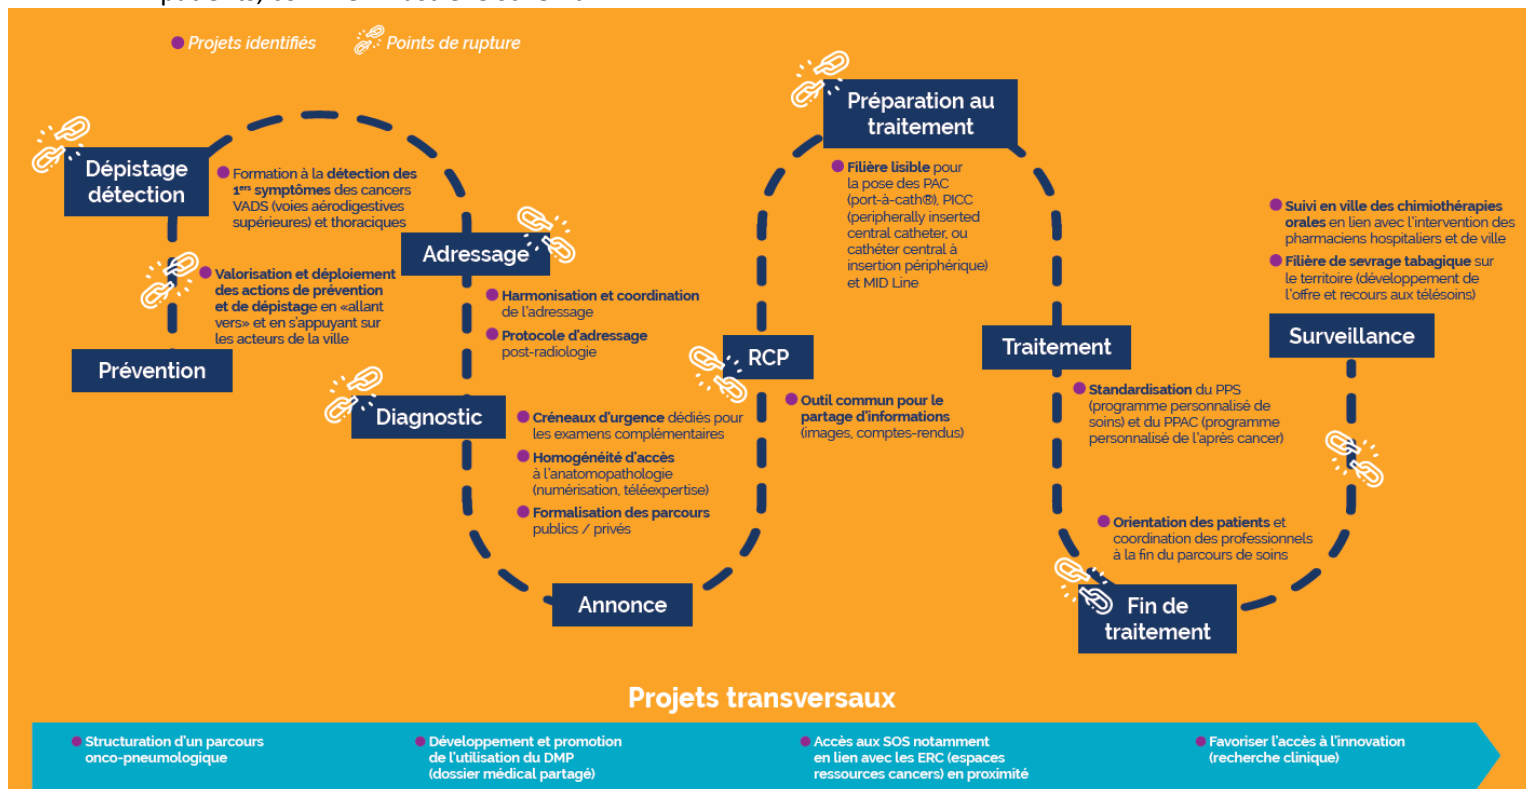 Projets identifiés
Points de rupture
Dépistage
détection
Formation à la détection des
1ers symptômes des cancers
VADS (voies aérodigestives
supérieures) et thoraciques
Valorisation et déploiement
des actions de prévention
et de dépistage en «allant
vers» et en s'appuyant sur
les acteurs de la ville
Prévention
Adressage
Harmonisation et coordination
de l'adressage
Protocole d'adressage
post-radiologie
Diagnostic
Créneaux d'urgence dédiés pour
les examens complémentaires
Homogénéité d'accès
à l'anatomopathologie
(numérisation, téléexpertise)
Formalisation des parcours
publics / privés
Annonce
RCP
Outil commun pour le
partage d'informations
(images, comptes-rendus)
Préparation au
traitement
Filière lisible pour
la pose des PAC
(port-à-cath®), PICC
(peripherally inserted
central catheter, ou
cathéter central à
insertion périphérique)
et MID Line
Traitement
Standardisation du PPS
(programme personnalisé de
soins) et du PPAC (programme
personnalisé de l'après cancer)
Orientation des patients et
coordination des professionnels
à la fin du parcours de soins
Fin de
traitement
Suivi en ville des chimiothérapies
orales en lien avec l'intervention des
pharmaciens hospitaliers et de ville
Filière de sevrage tabagique sur
le territoire (développement de
l'offre et recours aux télésoins)
Surveillance
Projets transversaux
Structuration d'un parcours
onco-pneumologique
Développement et promotion
de l'utilisation du DMP
(dossier médical partagé)
Accès aux SOS notamment
en lien avec les ERC (espaces
ressources cancers) en proximité
Favoriser l'accès à l'innovation
(recherche clinique)